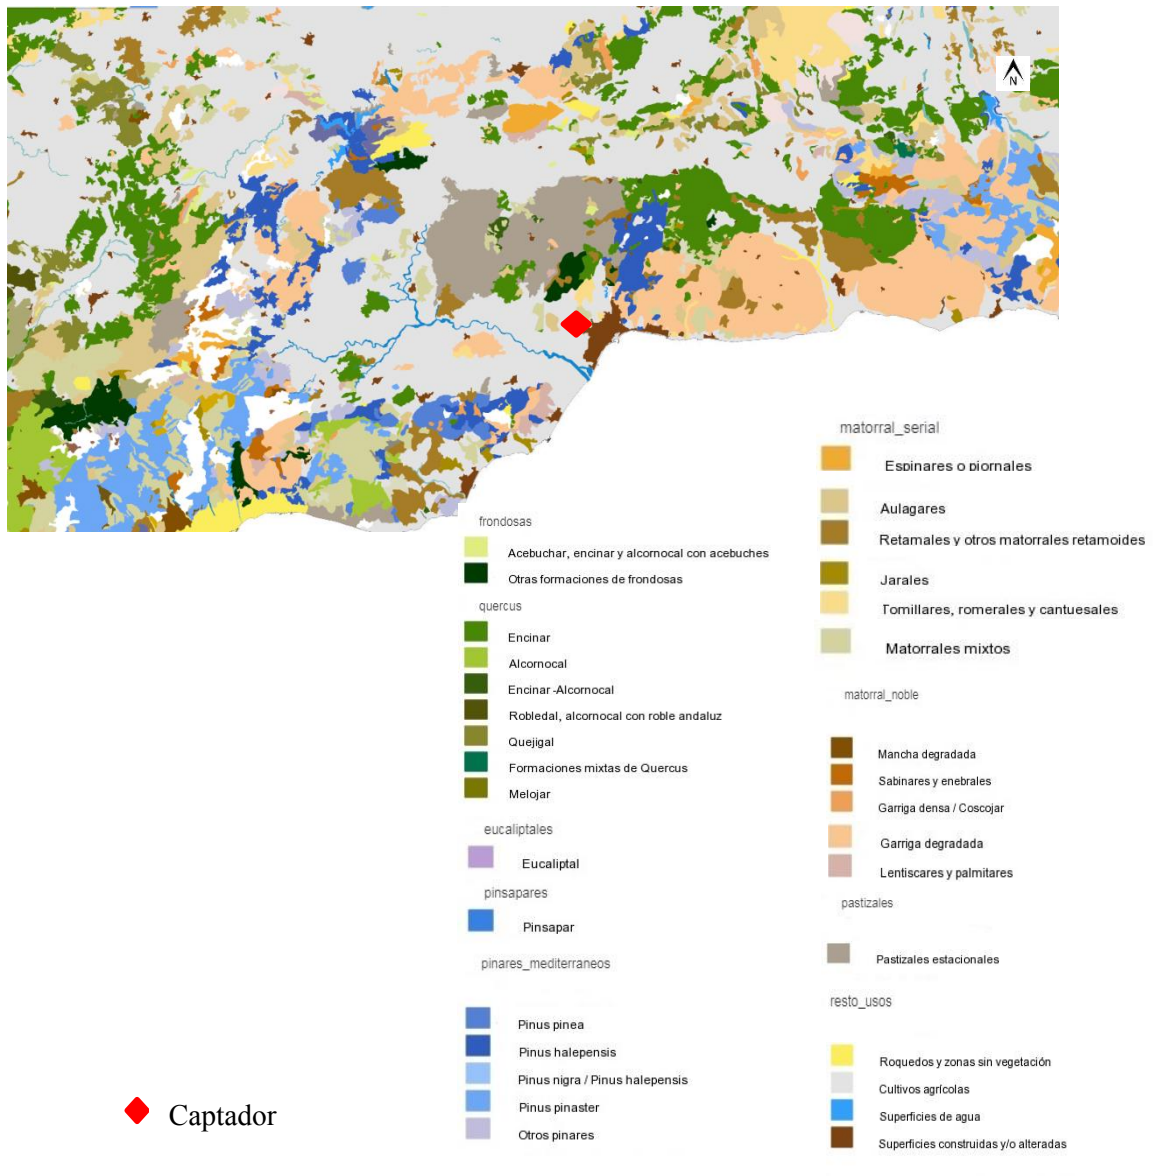 N
frondosas
Acebuchar, encinar y alcornocal con acebuches
Otras formaciones de frondosas
quercus
Encinar
Alcornocal
Encinar -Alcornocal
Robledal, alcornocal con roble andaluz
Quejigal
Formaciones mixtas de Quercus
Melojar
eucaliptales
Eucaliptal
pinsapares
Pinsapar
pinares_mediterraneos
Pinus pinea
Pinus halepensis
Pinus nigra / Pinus halepensis
Pinus pinaster
Otros pinares
matorral_serial
Espinares o piornales
Aulagares
Retamales y otros matorrales retamoides
Jarales
Tomillares, romerales y cantuesales
Matorrales mixtos
matorral_noble
Mancha degradada
Sabinares y enebrales
Garriga densa / Coscojar
Garriga degradada
Lentiscares y palmitares
pastizales
Pastizales estacionales
resto_usos
Roquedos y zonas sin vegetación
Cultivos agrícolas
Superficies de agua
Superficies construidas y/o alteradas
Captador